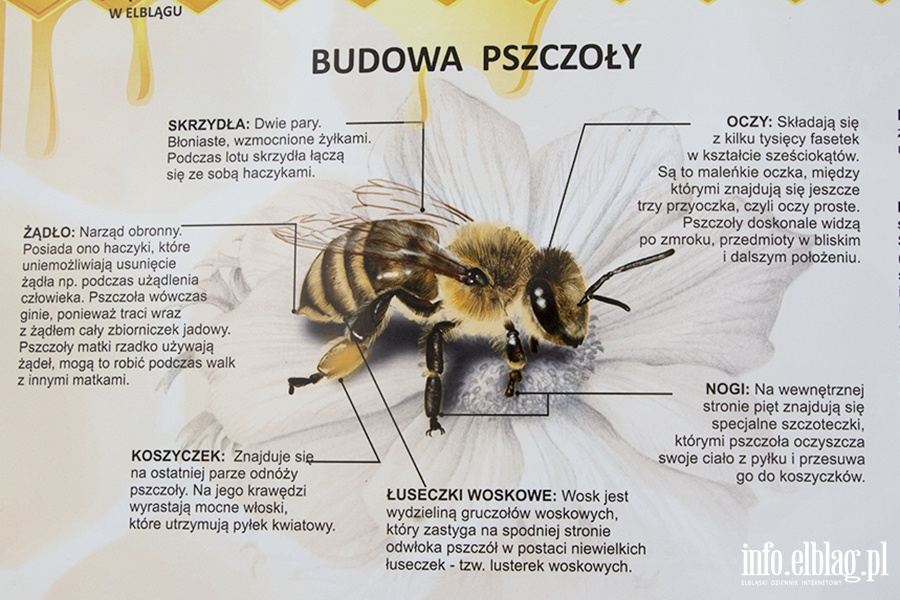 W ELBLĄGU
BUDOWA PSZCZOŁY
SKRZYDŁA: Dwie pary.
Błoniaste, wzmocnione żyłkami.
Podczas lotu skrzydła łączą
się ze sobą haczykami.
OCZY: Składają się
z kilku tysięcy fasetek
w kształcie sześciokątów.
Są to maleńkie oczka, między
którymi znajdują się jeszcze
trzy przyoczka, czyli oczy proste.
Pszczoły doskonale widzą
po zmroku, przedmioty w bliskim
i dalszym położeniu.
ŻĄDŁO: Narząd obronny.
Posiada ono haczyki, które
uniemożliwiają usunięcie
żądła np. podczas użądlenia
człowieka. Pszczoła wówczas
ginie, ponieważ traci wraz
z żądłem cały zbiorniczek jadowy.
Pszczoły matki rzadko używają
żądeł, mogą to robić podczas walk
z innymi matkami.
NOGI: Na wewnętrznej
stronie pięt znajdują się
specjalne szczoteczki,
którymi pszczoła oczyszcza
swoje ciało z pyłku i przesuwa
go do koszyczków.
KOSZYCZEK: Znajduje się
na ostatniej parze odnóży
pszczoły. Na jego krawędzi
wyrastają mocne włoski,
które utrzymują pyłek kwiatowy.
ŁUSECZKI WOSKOWE: Wosk jest
wydzieliną gruczołów woskowych,
który zastyga na spodniej stronie
odwłoka pszczół w postaci niewielkich
łuseczek - tzw. lusterek woskowych.
info.elblag.pl
ELBLĄSKI DZIENNIK INTERNETOWY